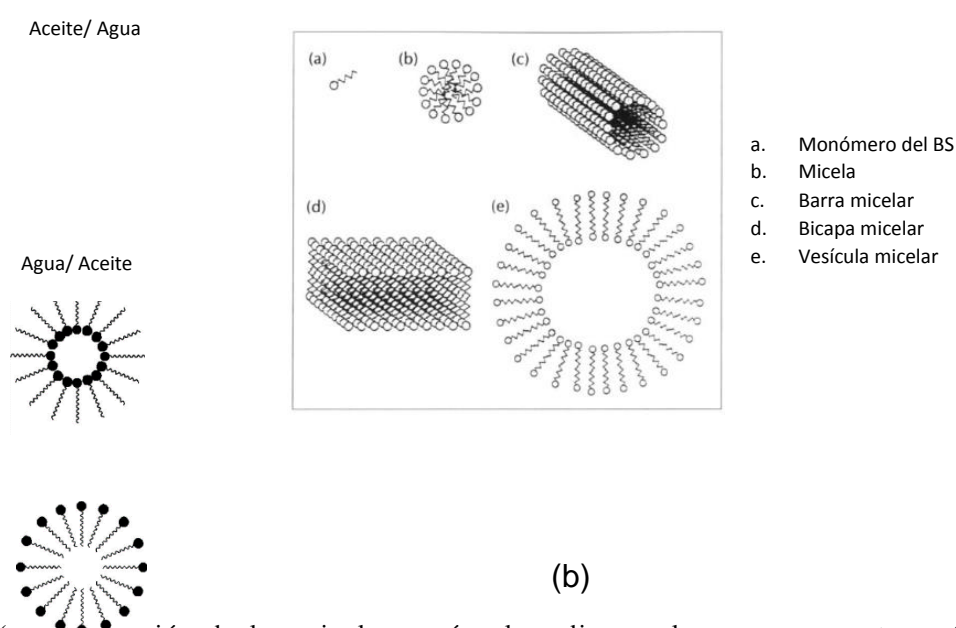 Aceite/ Agua
(a) (b) (c)
(d) (e)
a. Monómero del BS
b. Micela
c. Barra micelar
d. Bicapa micelar
e. Vesícula micelar
Agua/ Aceite
(b)